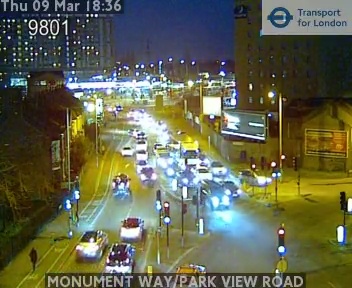 Thu 09 Mar 18:36
9801
Transport
for London
MONUMENT WAY/PARK VIEW ROAD